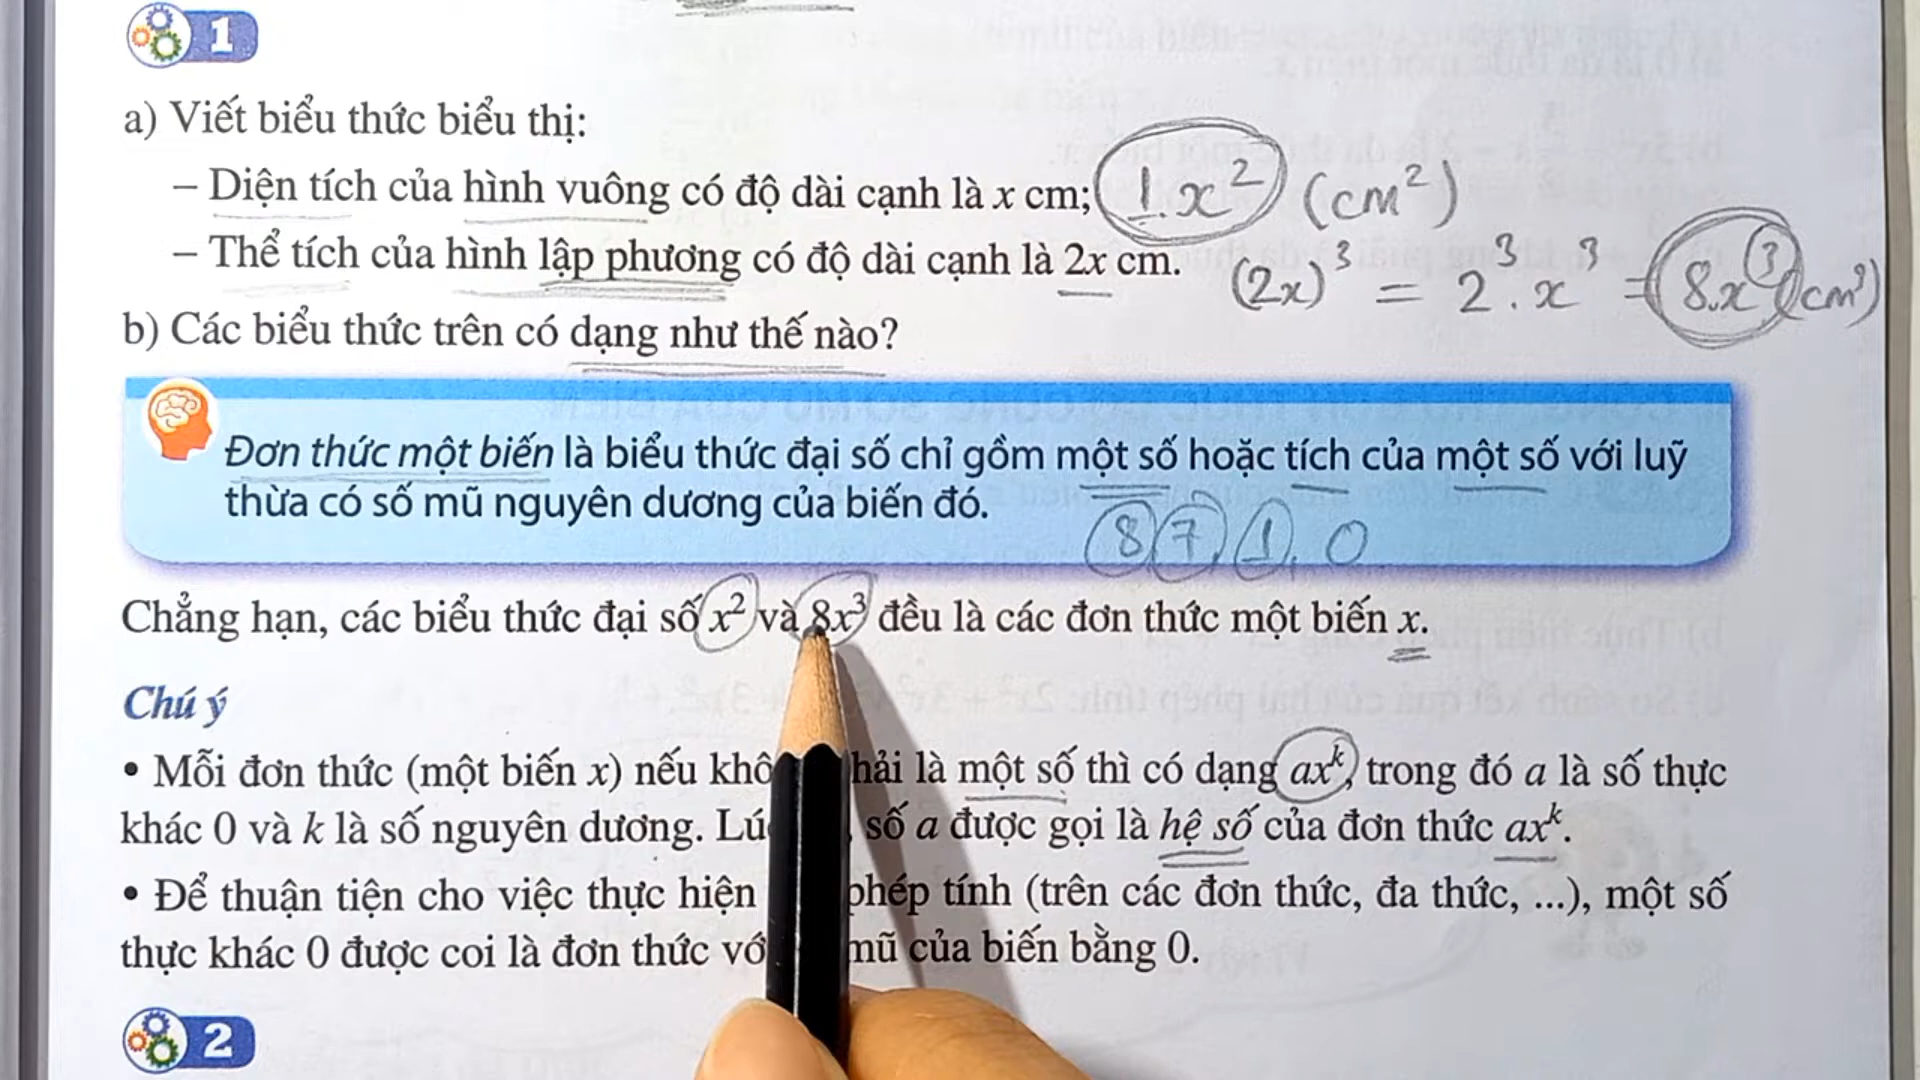 1
a) Viết biểu thức biểu thị:
– Diện tích của hình vuông có độ dài cạnh là x cm; 1.x² (cm²)
– Thể tích của hình lập phương có độ dài cạnh là 2x cm. (2x)³ = 2³.x³ = 8.x³ (cm³)
b) Các biểu thức trên có dạng như thế nào?
Đơn thức một biến là biểu thức đại số chỉ gồm một số hoặc tích của một số với luỹ
thừa có số mũ nguyên dương của biến đó.
8 7, 1, 0
Chẳng hạn, các biểu thức đại số x² và 8x³ đều là các đơn thức một biến x.
Chú ý
• Mỗi đơn thức (một biến x) nếu là một số thì có dạng axᵏ, trong đó a là số thực
khác 0 và k là số nguyên dương. số a được gọi là hệ số của đơn thức axᵏ.
• Để thuận tiện cho việc thực hiện phép tính (trên các đơn thức, đa thức, ...), một số
thực khác 0 được coi là đơn thức mũ của biến bằng 0.
2